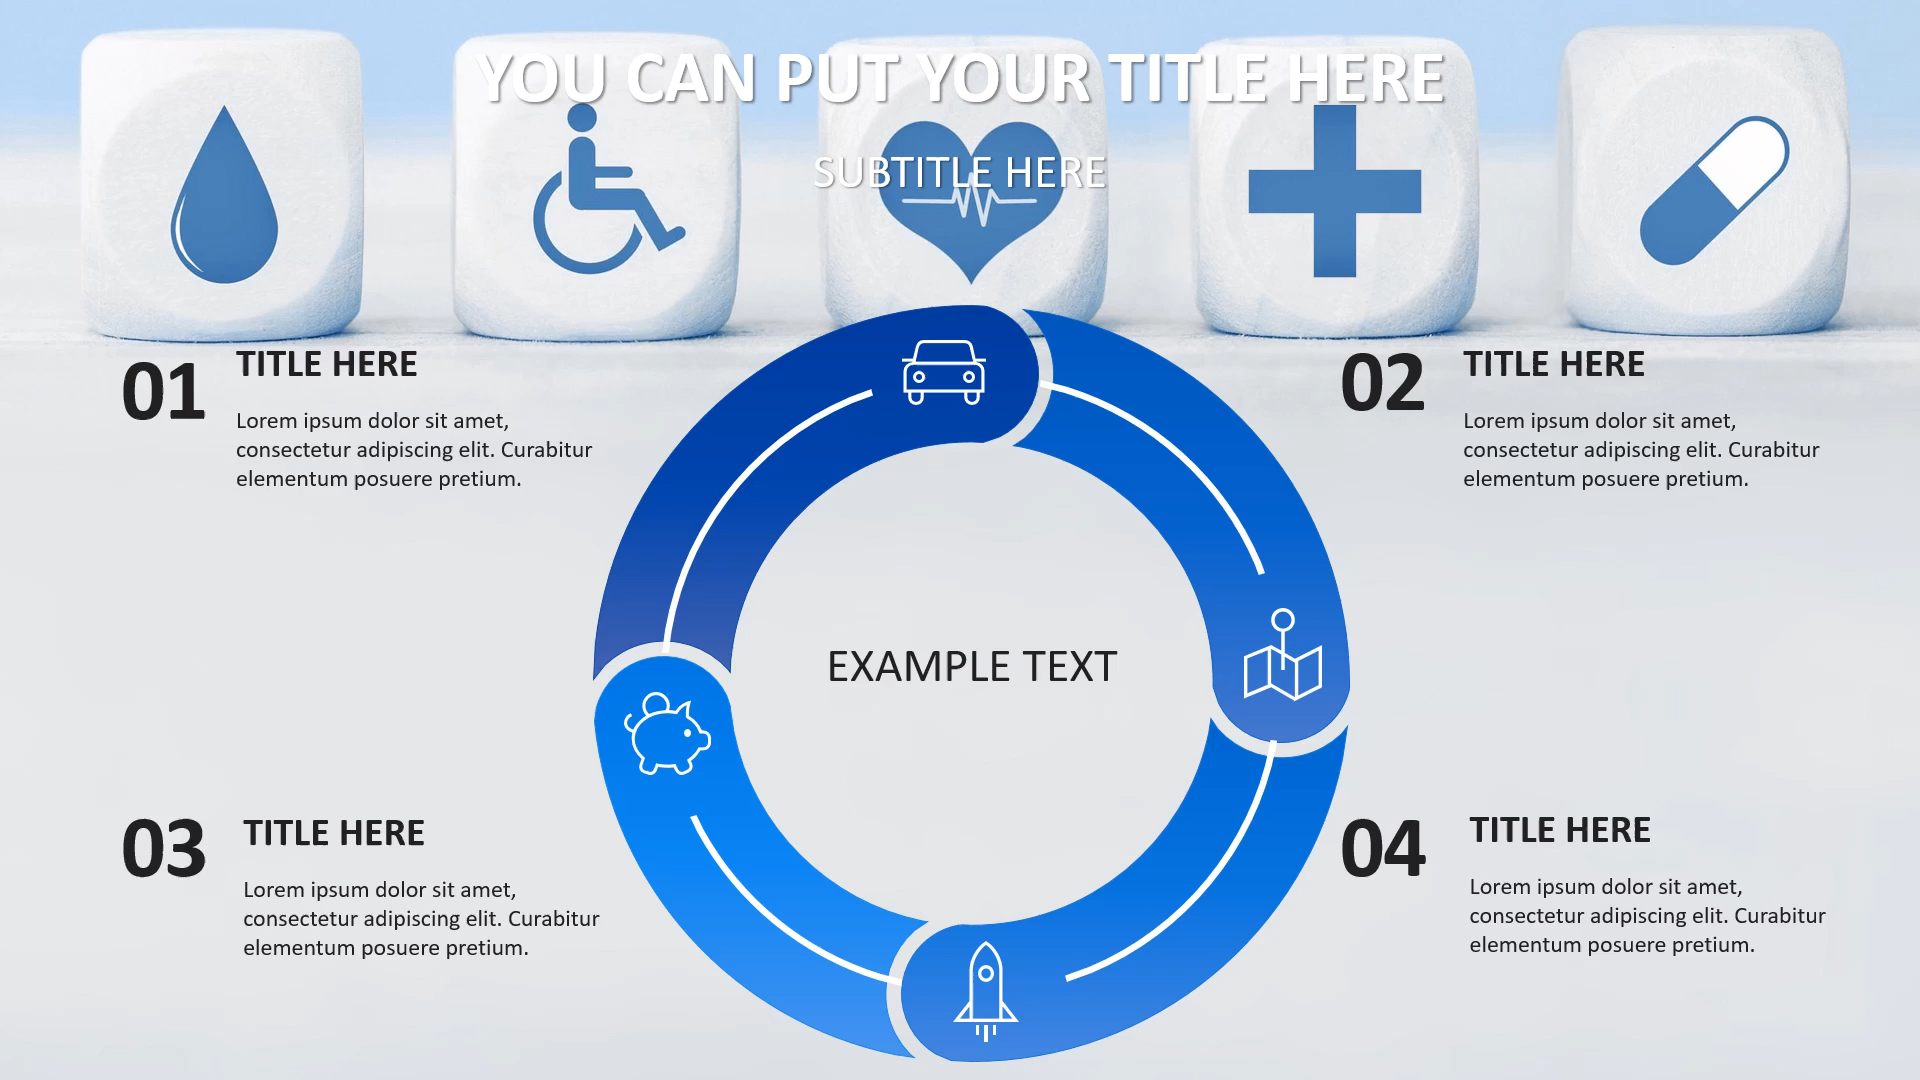 YOU CAN PUT YOUR TITLE HERE
SUBTITLE HERE
01
TITLE HERE
Lorem ipsum dolor sit amet,
consectetur adipiscing elit. Curabitur
elementum posuere pretium.
02
TITLE HERE
Lorem ipsum dolor sit amet,
consectetur adipiscing elit. Curabitur
elementum posuere pretium.
EXAMPLE TEXT
03
TITLE HERE
Lorem ipsum dolor sit amet,
consectetur adipiscing elit. Curabitur
elementum posuere pretium.
04
TITLE HERE
Lorem ipsum dolor sit amet,
consectetur adipiscing elit. Curabitur
elementum posuere pretium.